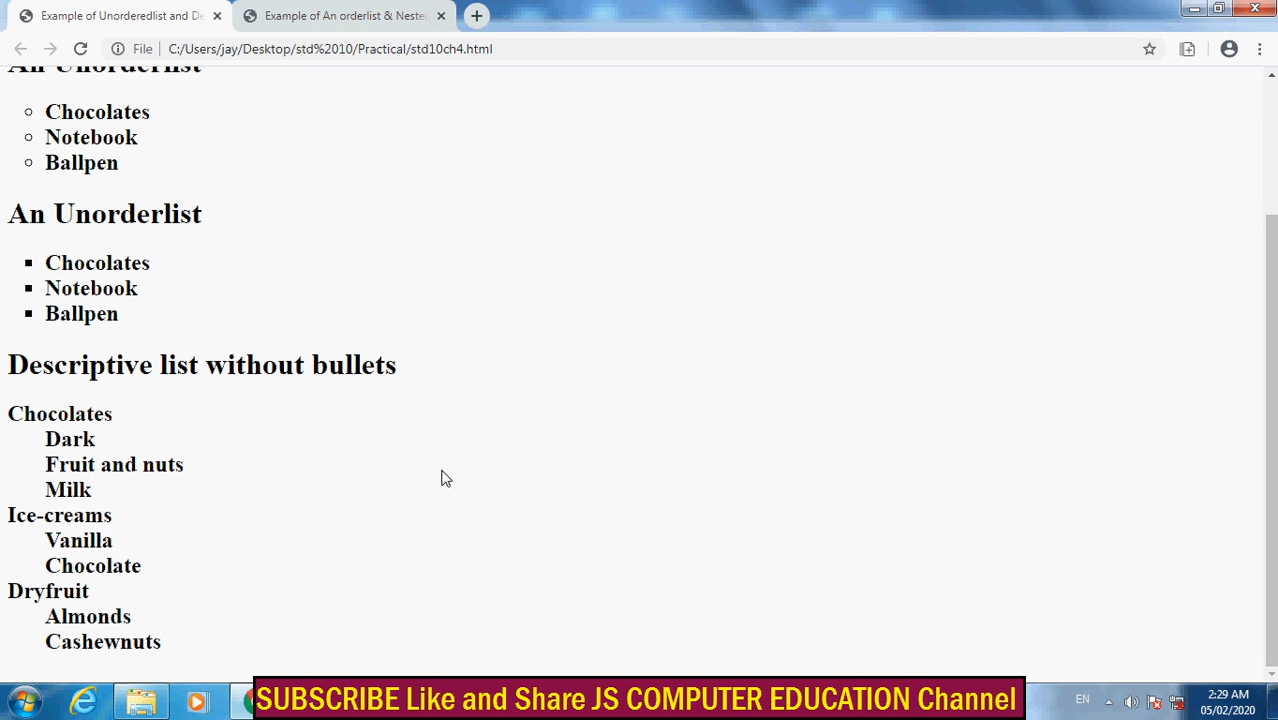 Example of Unorderedlist and De
Example of An orderlist & Neste
File
C:/Users/jay/Desktop/std%2010/Practical/std10ch4.html
An Unorderlist
Chocolates
Notebook
Ballpen
An Unorderlist
Chocolates
Notebook
Ballpen
Descriptive list without bullets
Chocolates
Dark
Fruit and nuts
Milk
Ice-creams
Vanilla
Chocolate
Dryfruit
Almonds
Cashewnuts
SUBSCRIBE Like and Share JS COMPUTER EDUCATION Channel
EN
2:29 AM
05/02/2020